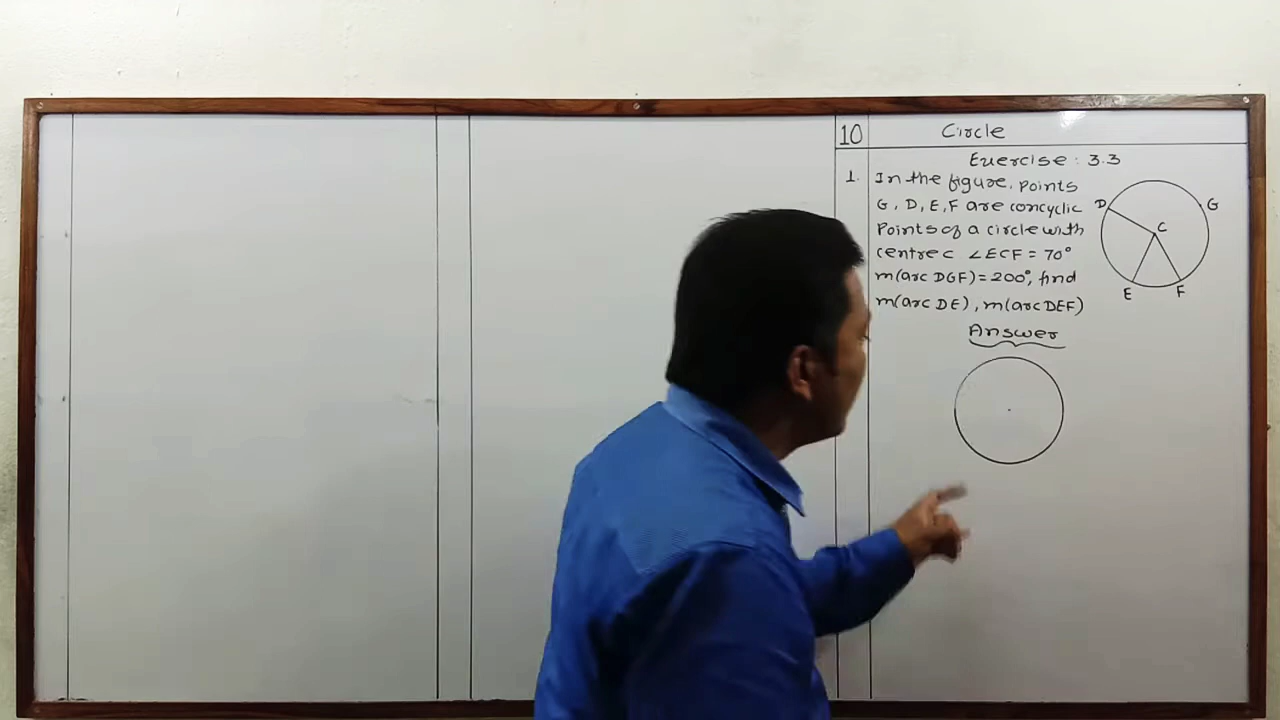 10 Circle
Exercise : 3.3
1. In the figure, points
G, D, E, F are concyclic
Points of a circle with
centre C ∠ECF = 70°
m(arc DGF) = 200°, find
m(arc DE), m(arc DEF)
D
G
C
E
F
Answer